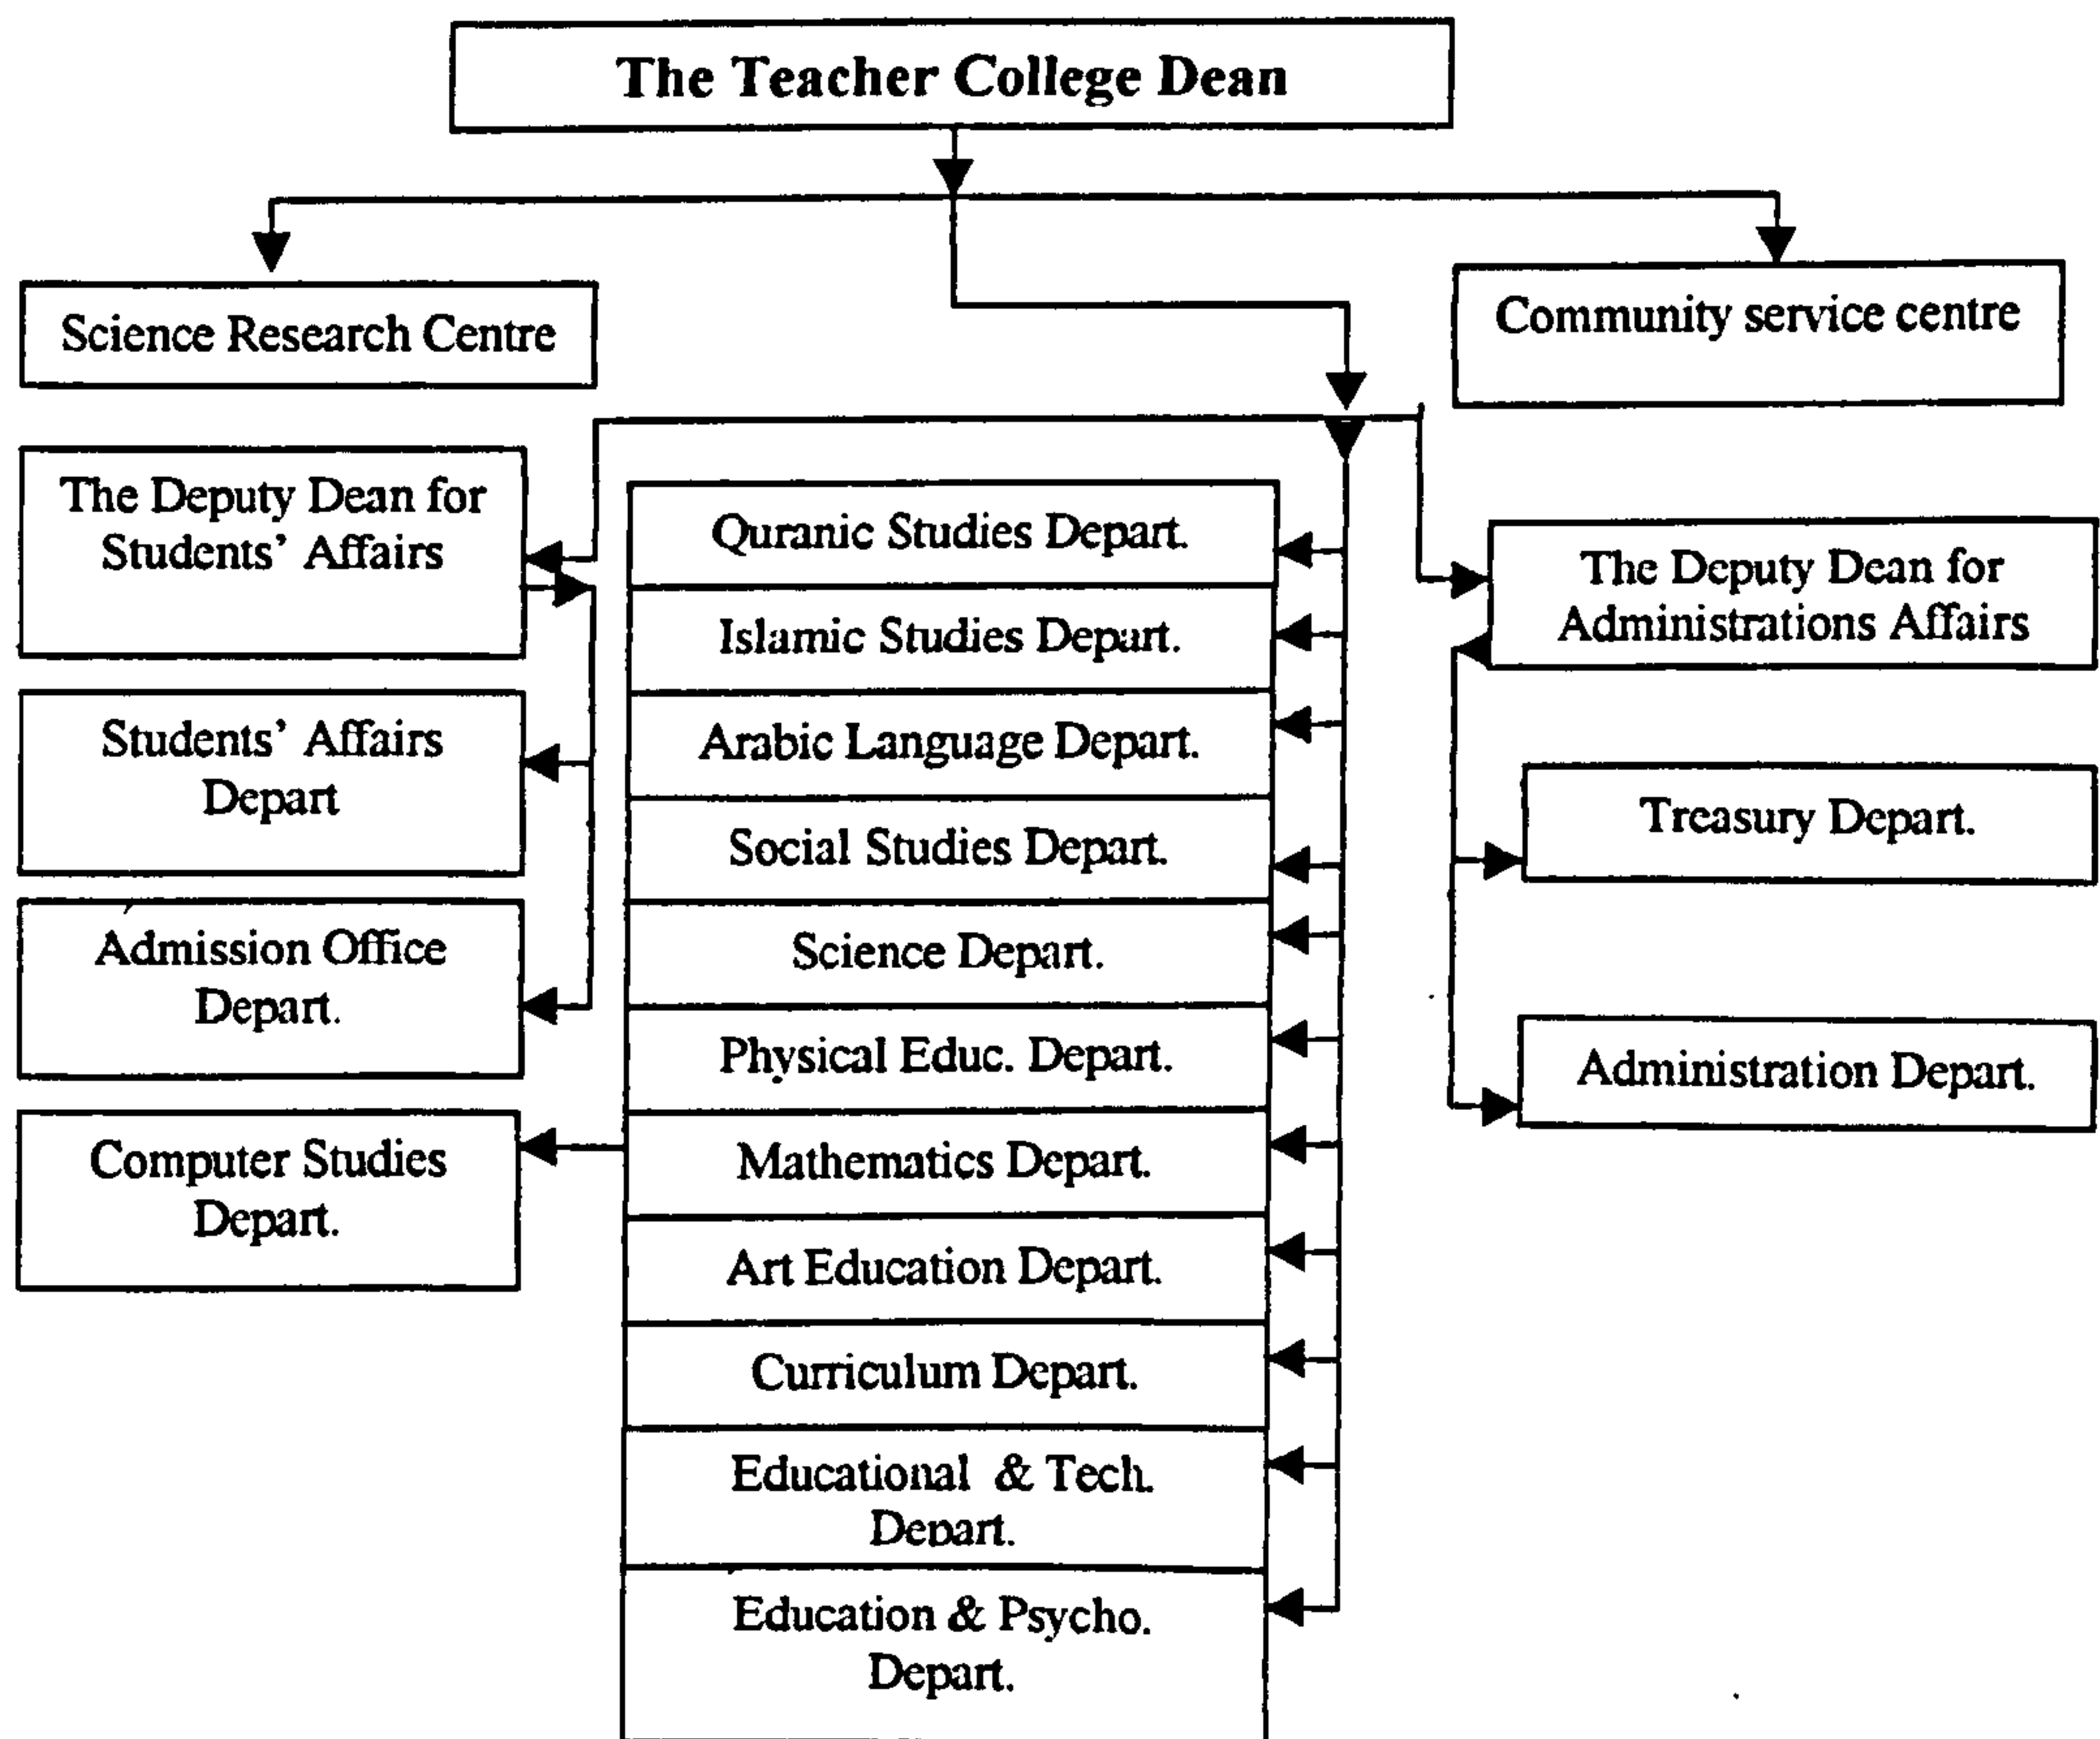 The Teacher College Dean
Science Research Centre
Community service centre
The Deputy Dean for
Students’ Affairs
Students’ Affairs
Depart
Admission Office
Depart.
Computer Studies
Depart.
Quranic Studies Depart.
Islamic Studies Depart.
Arabic Language Depart.
Social Studies Depart.
Science Depart.
Physical Educ. Depart.
Mathematics Depart.
Art Education Depart.
Curriculum Depart.
Educational & Tech.
Depart.
Education & Psycho.
Depart.
The Deputy Dean for
Administrations Affairs
Treasury Depart.
Administration Depart.